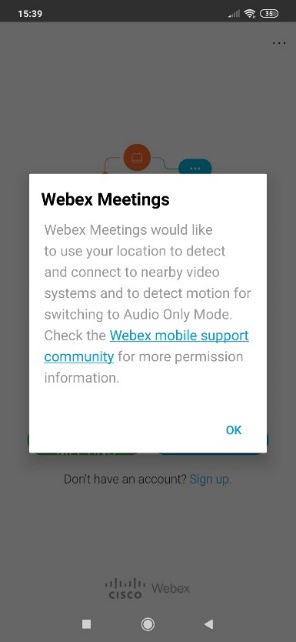 15:39
35
Webex Meetings
Webex Meetings would like
to use your location to detect
and connect to nearby video
systems and to detect motion for
switching to Audio Only Mode.
Check the Webex mobile support
community for more permission
information.
OK
Don't have an account? Sign up.
CISCO Webex